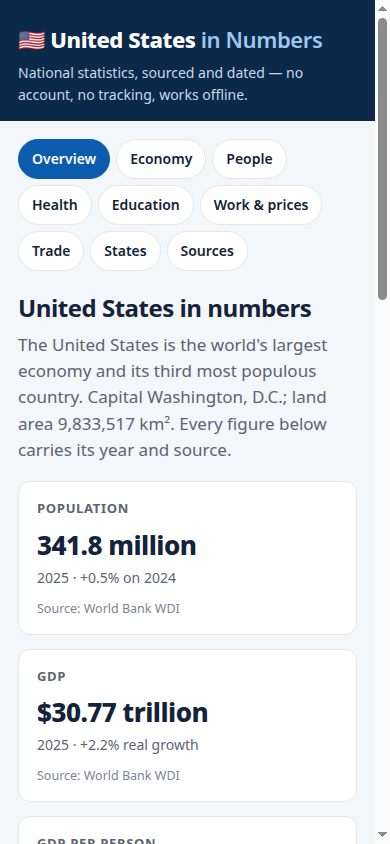 🇺🇸 United States in Numbers
National statistics, sourced and dated — no
account, no tracking, works offline.
Overview
Economy
People
Health
Education
Work & prices
Trade
States
Sources
United States in numbers
The United States is the world's largest
economy and its third most populous
country. Capital Washington, D.C.; land
area 9,833,517 km². Every figure below
carries its year and source.
POPULATION
341.8 million
2025 · +0.5% on 2024
Source: World Bank WDI
GDP
$30.77 trillion
2025 · +2.2% real growth
Source: World Bank WDI
GDP PER PERSON